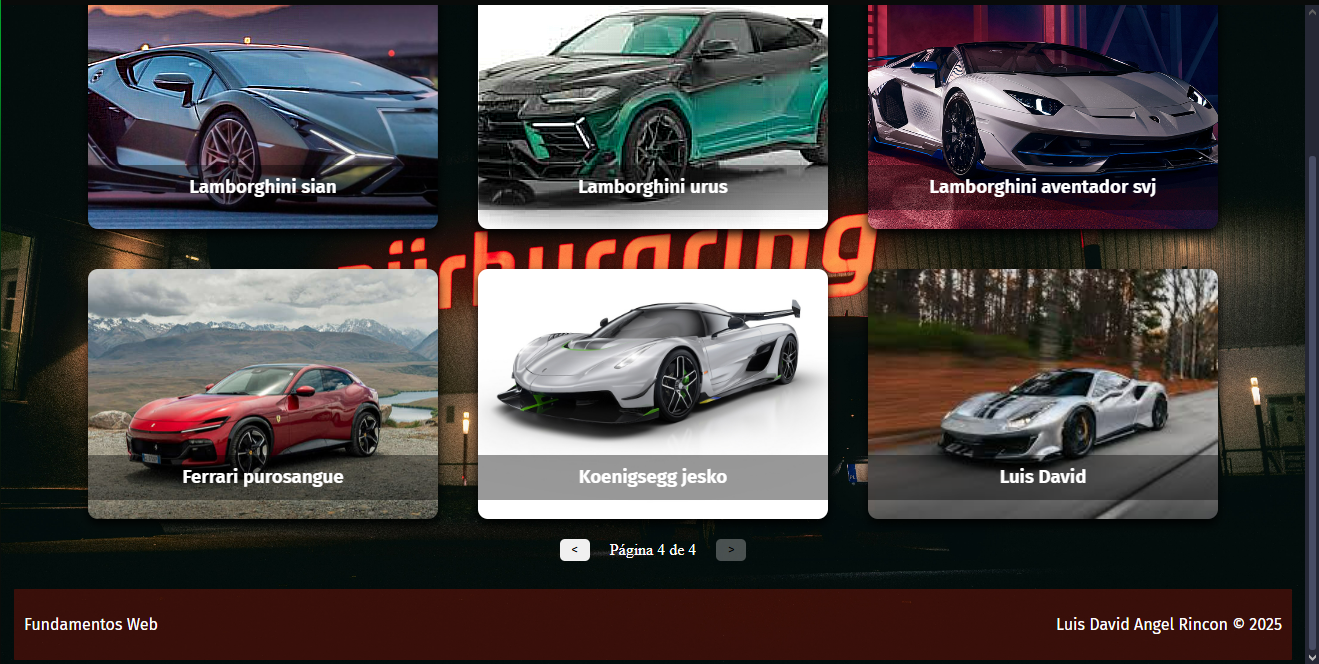 Lamborghini sian
Lamborghini urus
Lamborghini aventador svj
nürburgring
Ferrari purosangue
Koenigsegg jesko
Luis David
< Página 4 de 4 >
Fundamentos Web
Luis David Angel Rincon © 2025